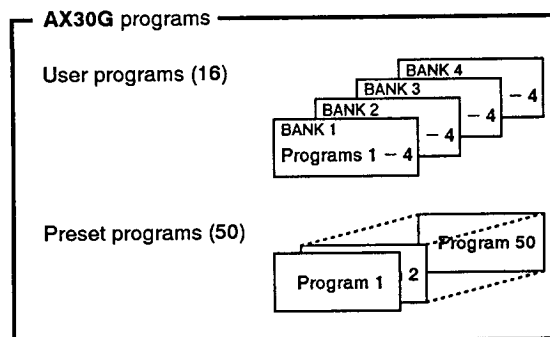 AX30G programs
User programs (16)
BANK 4
BANK 3
BANK 2
BANK 1
– 4
– 4
– 4
Programs 1 – 4
Preset programs (50)
Program 50
2
Program 1